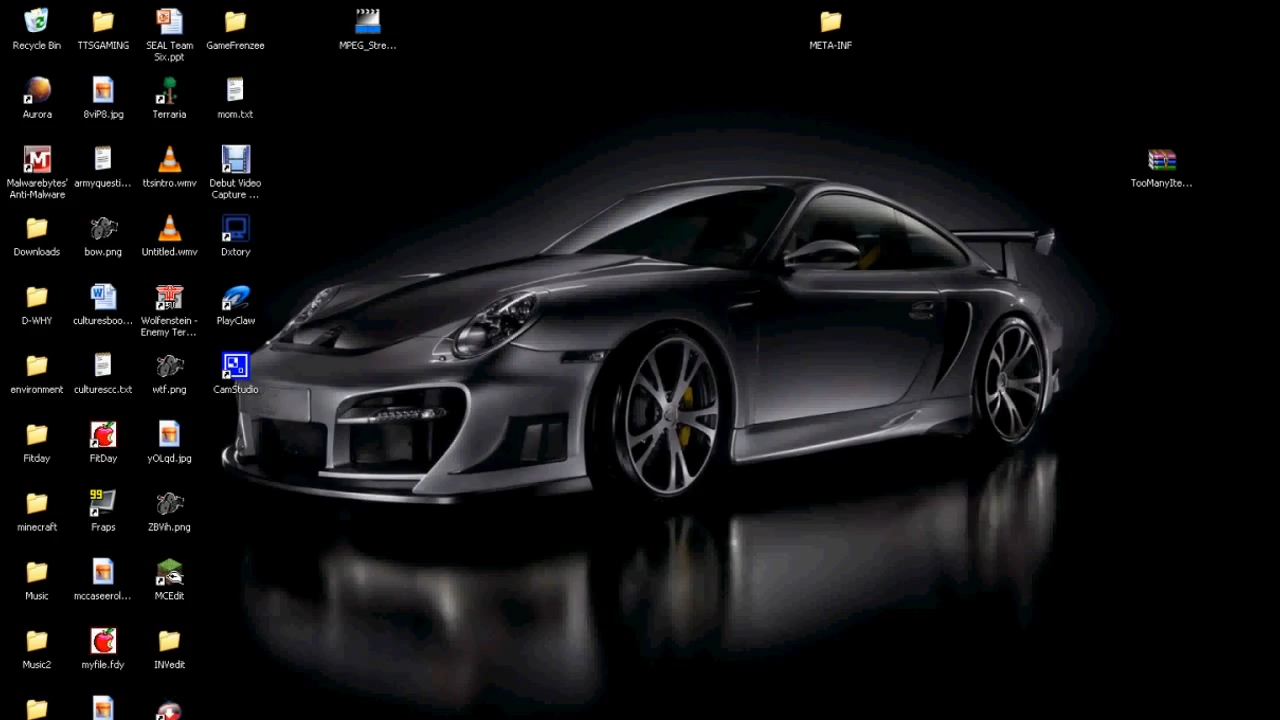 Recycle Bin
TTSGAMING
SEAL Team
Six.ppt
GameFrenzee
MPEG_Stre...
META-INF
Aurora
8viP8.jpg
Terraria
mom.txt
Malwarebytes'
Anti-Malware
armyquesti...
ttsintro.wmv
Debut Video
Capture ...
TooManyIte...
Downloads
bow.png
Untitled.wmv
Dxtory
D-WHY
culturesboo...
Wolfenstein -
Enemy Ter...
PlayClaw
environment
culturescc.txt
wtf.png
CamStudio
Fitday
FitDay
yOLqd.jpg
minecraft
99
Fraps
ZBVih.png
Music
mccaseerol...
MCEdit
Music2
myfile.fdy
INVedit